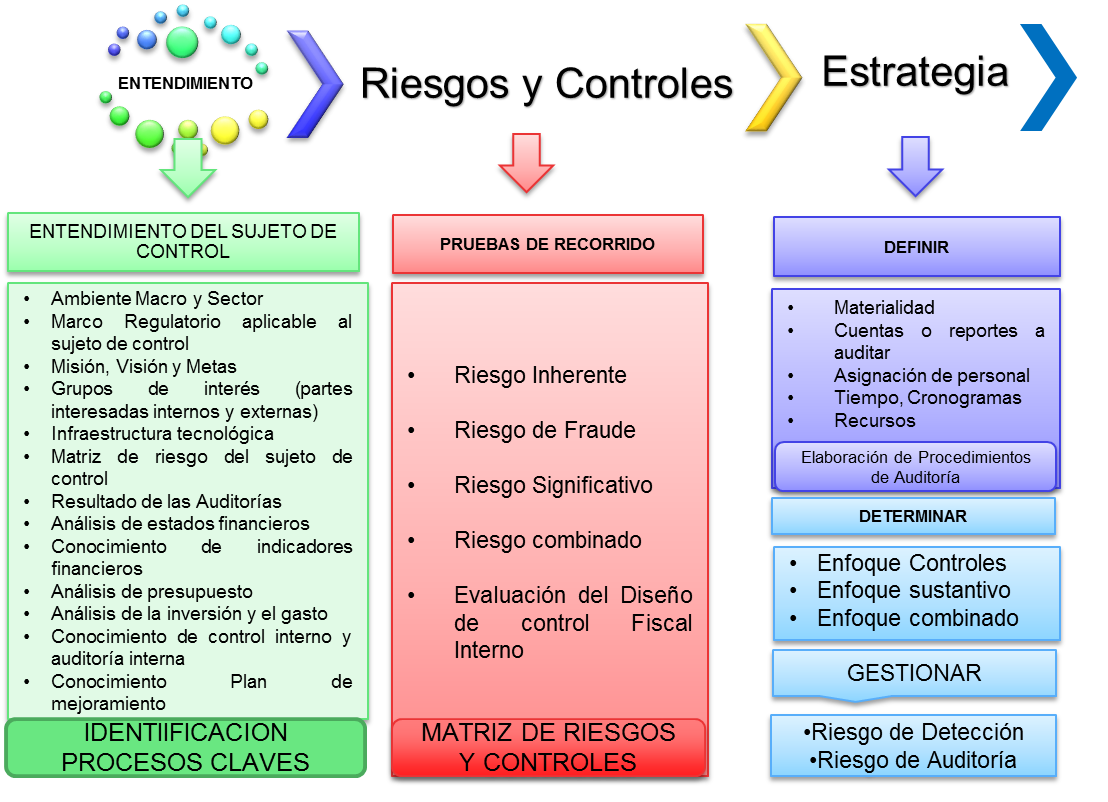 ENTENDIMIENTO
Riesgos y Controles
Estrategia
ENTENDIMIENTO DEL SUJETO DE
CONTROL
• Ambiente Macro y Sector
• Marco Regulatorio aplicable al
sujeto de control
• Misión, Visión y Metas
• Grupos de interés (partes
interesadas internos y externas)
• Infraestructura tecnológica
• Matriz de riesgo del sujeto de
control
• Resultado de las Auditorías
• Análisis de estados financieros
• Conocimiento de indicadores
financieros
• Análisis de presupuesto
• Análisis de la inversión y el gasto
• Conocimiento de control interno y
auditoría interna
• Conocimiento Plan de
mejoramiento
IDENTIIFICACION
PROCESOS CLAVES
PRUEBAS DE RECORRIDO
• Riesgo Inherente
• Riesgo de Fraude
• Riesgo Significativo
• Riesgo combinado
• Evaluación del Diseño
de control Fiscal
Interno
MATRIZ DE RIESGOS
Y CONTROLES
DEFINIR
• Materialidad
• Cuentas o reportes a
auditar
• Asignación de personal
• Tiempo, Cronogramas
• Recursos
Elaboración de Procedimientos
de Auditoría
DETERMINAR
• Enfoque Controles
• Enfoque sustantivo
• Enfoque combinado
GESTIONAR
•Riesgo de Detección
•Riesgo de Auditoría